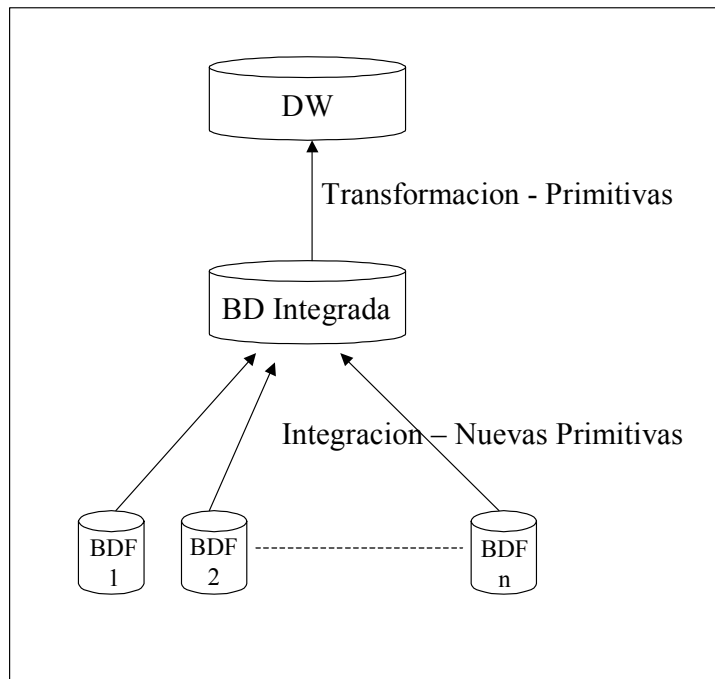 DW
Transformacion - Primitivas
BD Integrada
Integracion – Nuevas Primitivas
BDF
1
BDF
2
BDF
n